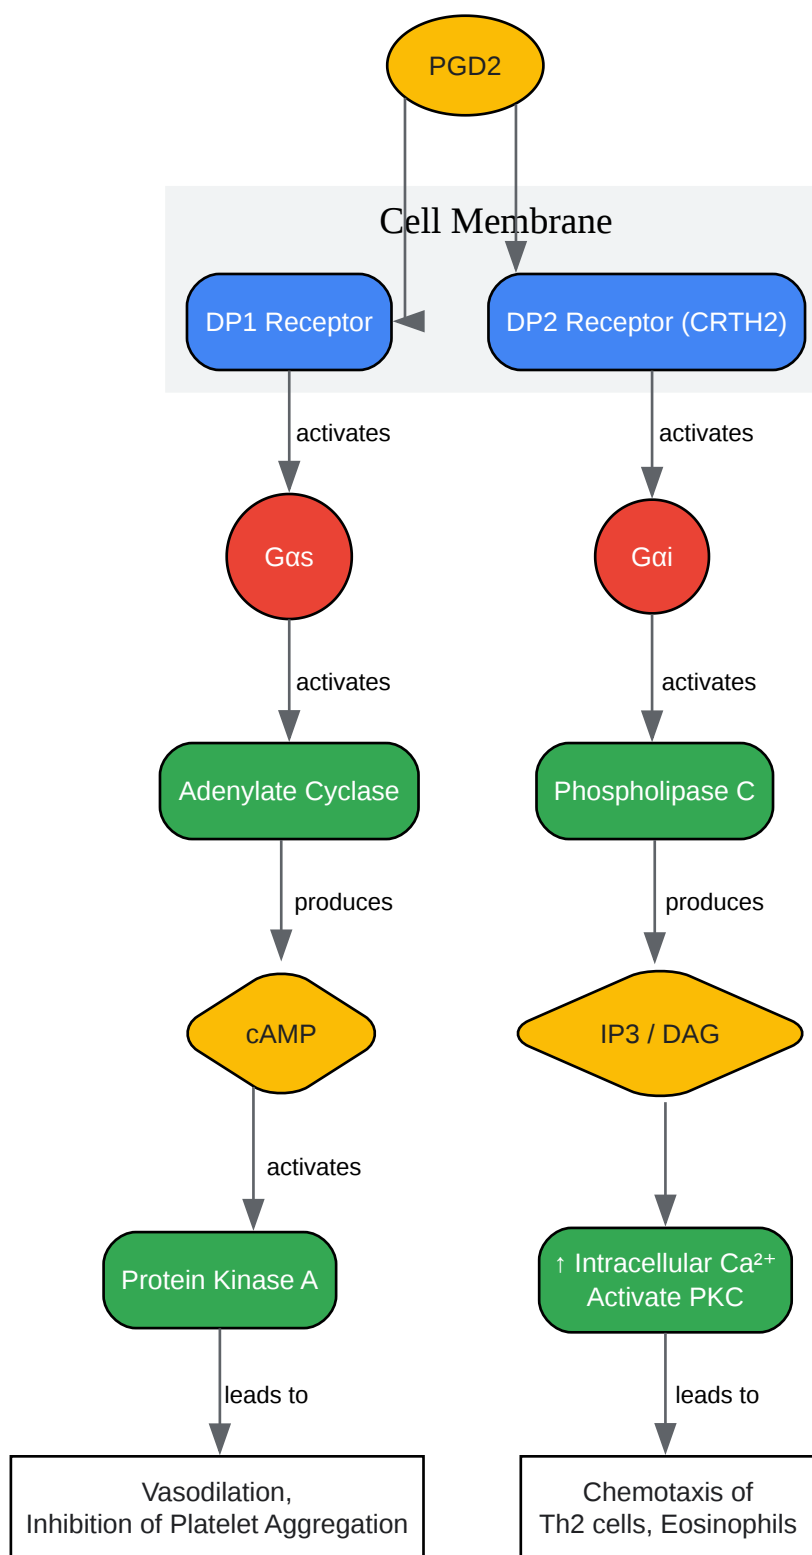 PGD2
Cell Membrane
DP1 Receptor
DP2 Receptor (CRTH2)
activates
activates
Gαs
Gαi
activates
activates
Adenylate Cyclase
Phospholipase C
produces
produces
cAMP
IP3 / DAG
activates
Protein Kinase A
↑ Intracellular Ca²⁺
Activate PKC
leads to
leads to
Vasodilation,
Inhibition of Platelet Aggregation
Chemotaxis of
Th2 cells, Eosinophils